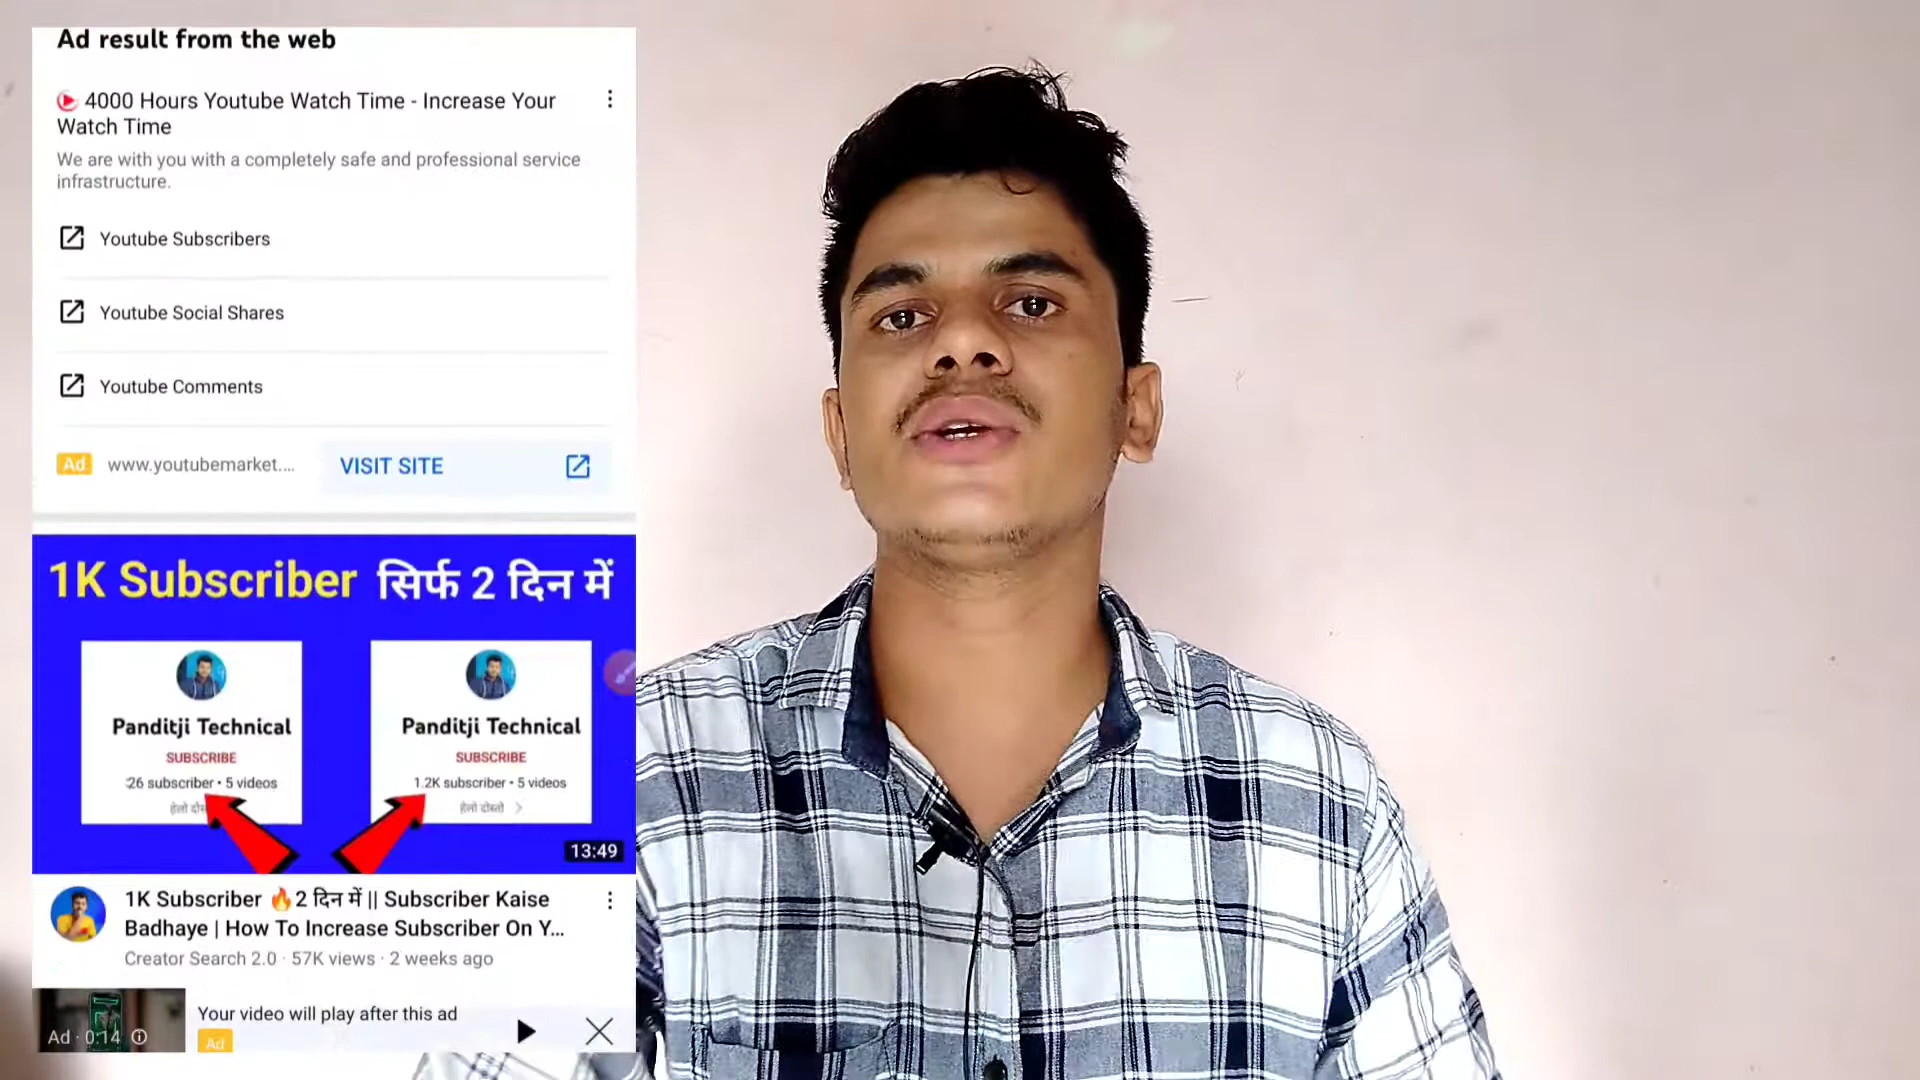 Ad result from the web
4000 Hours Youtube Watch Time - Increase Your
Watch Time
We are with you with a completely safe and professional service
infrastructure.
Youtube Subscribers
Youtube Social Shares
Youtube Comments
Ad www.youtubemarket.... VISIT SITE
1K Subscriber सिर्फ 2 दिन में
Panditji Technical
SUBSCRIBE
26 subscriber • 5 videos
हेलो
Panditji Technical
SUBSCRIBE
1.2K subscriber • 5 videos
हेलो दोस्तो
13:49
1K Subscriber 🔥2 दिन में || Subscriber Kaise
Badhaye | How To Increase Subscriber On Y...
Creator Search 2.0 · 57K views · 2 weeks ago
Your video will play after this ad
Ad · 0:14
Ad